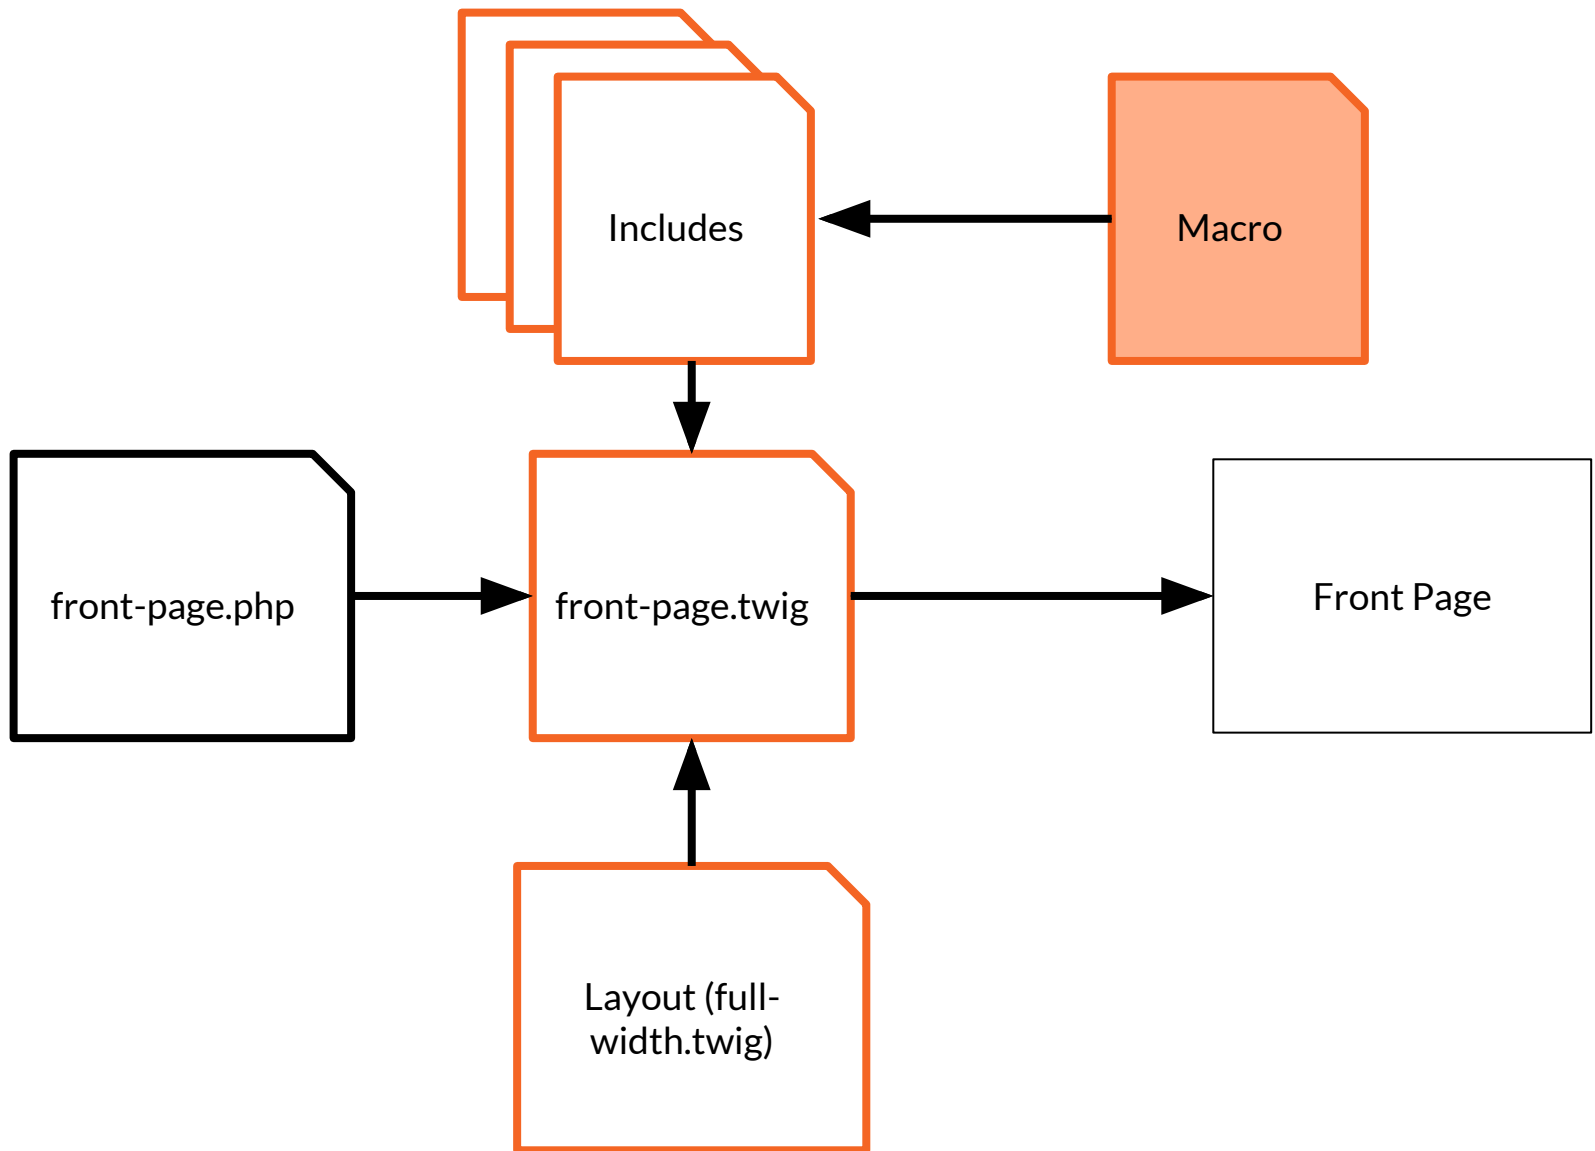 Includes
Macro
front-page.php
front-page.twig
Front Page
Layout (full-
width.twig)